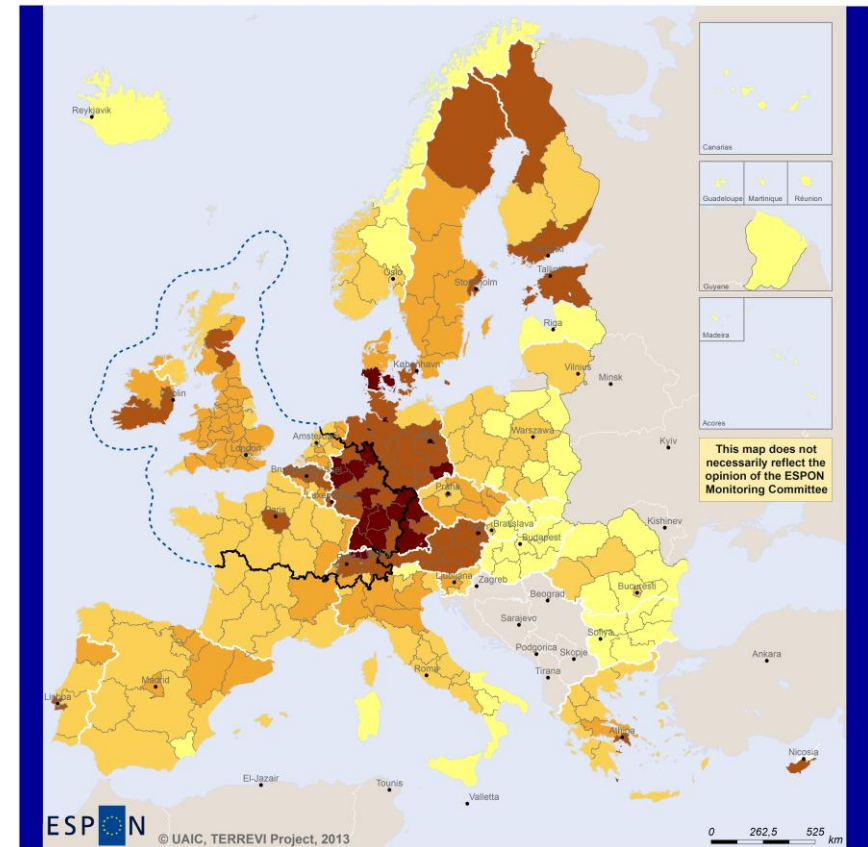 Reykjavik
Canarias
Guadeloupe
Martinique
Réunion
Guyane
Madeira
Acores
This map does not
necessarily reflect the
opinion of the ESPON
Monitoring Committee
Oslo
Tallinn
Riga
Vilnius
Minsk
København
Amsterdam
London
Warszawa
Kyiv
Praha
Paris
Bratislava
Budapest
Kishinev
Ljubljana
Zagreb
Beograd
Bucuresti
Sarajevo
Podgorica
Skopje
Sofiya
Tirana
Ankara
Roma
Madrid
Lisboa
Nicosia
El-Jazair
Tounis
Valletta
ESPON
© UAIC, TERREVI Project, 2013
0 262,5 525
km